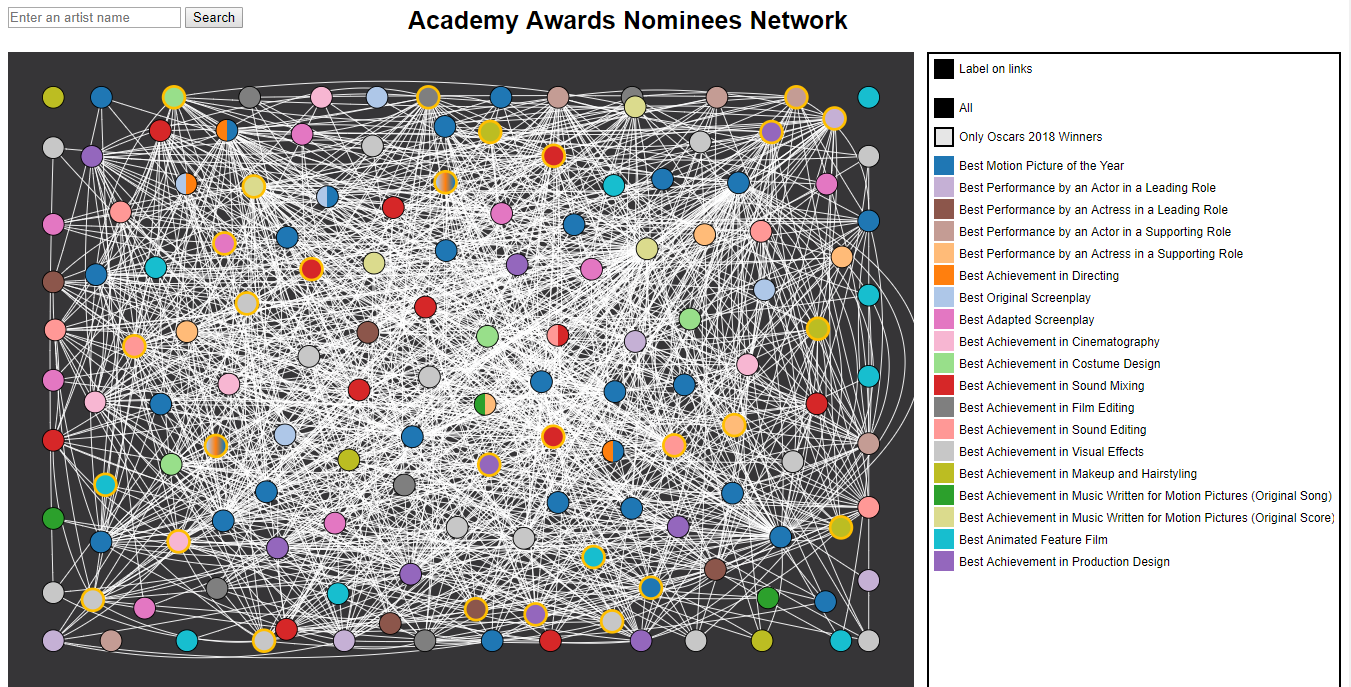 Enter an artist name
Search
Academy Awards Nominees Network
Label on links
All
Only Oscars 2018 Winners
Best Motion Picture of the Year
Best Performance by an Actor in a Leading Role
Best Performance by an Actress in a Leading Role
Best Performance by an Actor in a Supporting Role
Best Performance by an Actress in a Supporting Role
Best Achievement in Directing
Best Original Screenplay
Best Adapted Screenplay
Best Achievement in Cinematography
Best Achievement in Costume Design
Best Achievement in Sound Mixing
Best Achievement in Film Editing
Best Achievement in Sound Editing
Best Achievement in Visual Effects
Best Achievement in Makeup and Hairstyling
Best Achievement in Music Written for Motion Pictures (Original Song)
Best Achievement in Music Written for Motion Pictures (Original Score)
Best Animated Feature Film
Best Achievement in Production Design